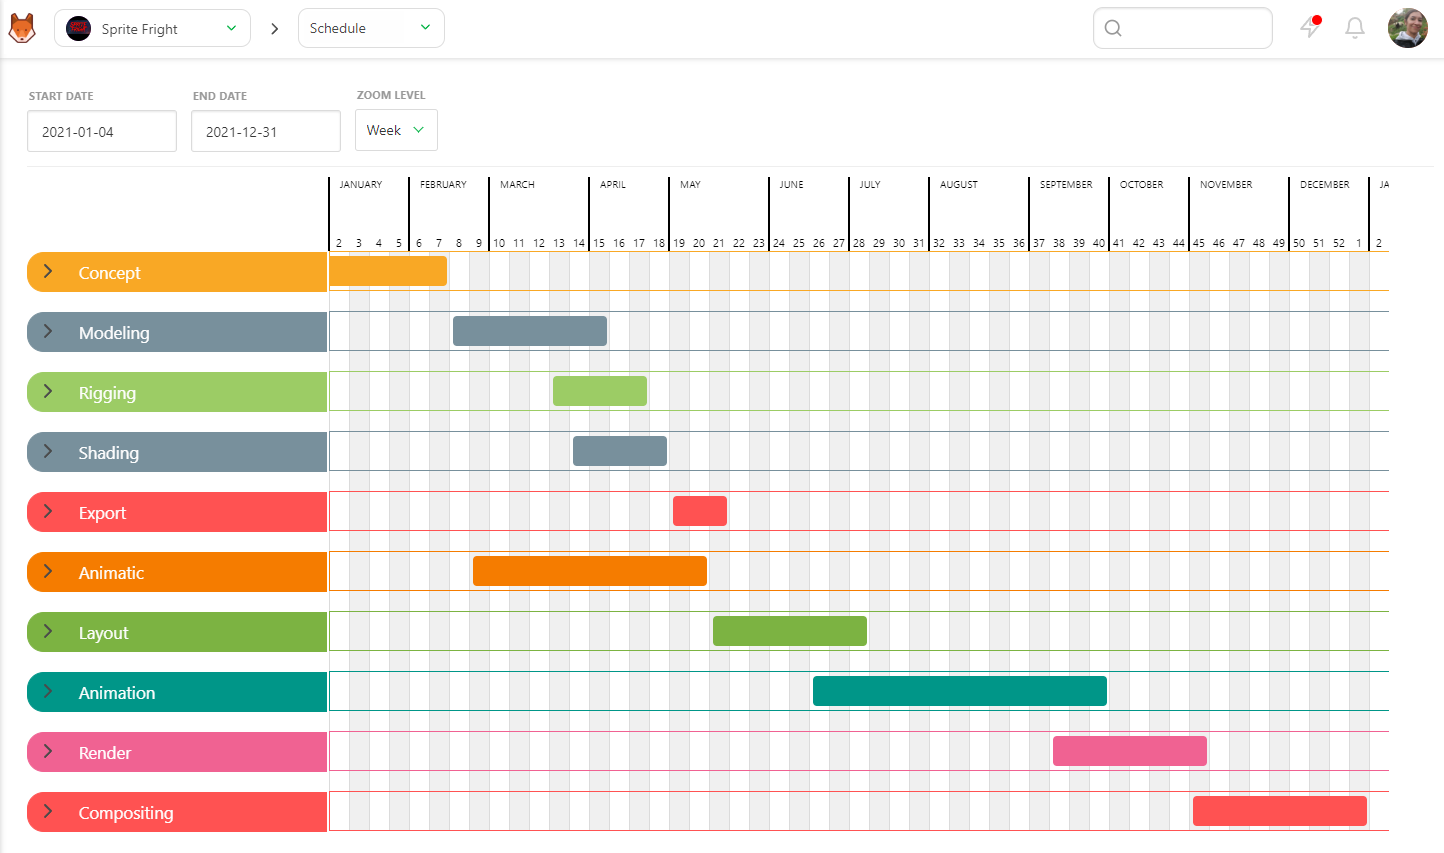 Sprite Fright
Schedule
START DATE
END DATE
ZOOM LEVEL
2021-01-04
2021-12-31
Week
JANUARY FEBRUARY MARCH APRIL MAY JUNE JULY AUGUST SEPTEMBER OCTOBER NOVEMBER DECEMBER JA
2 3 4 5 6 7 8 9 10 11 12 13 14 15 16 17 18 19 20 21 22 23 24 25 26 27 28 29 30 31 32 33 34 35 36 37 38 39 40 41 42 43 44 45 46 47 48 49 50 51 52 1 2
Concept
Modeling
Rigging
Shading
Export
Animatic
Layout
Animation
Render
Compositing